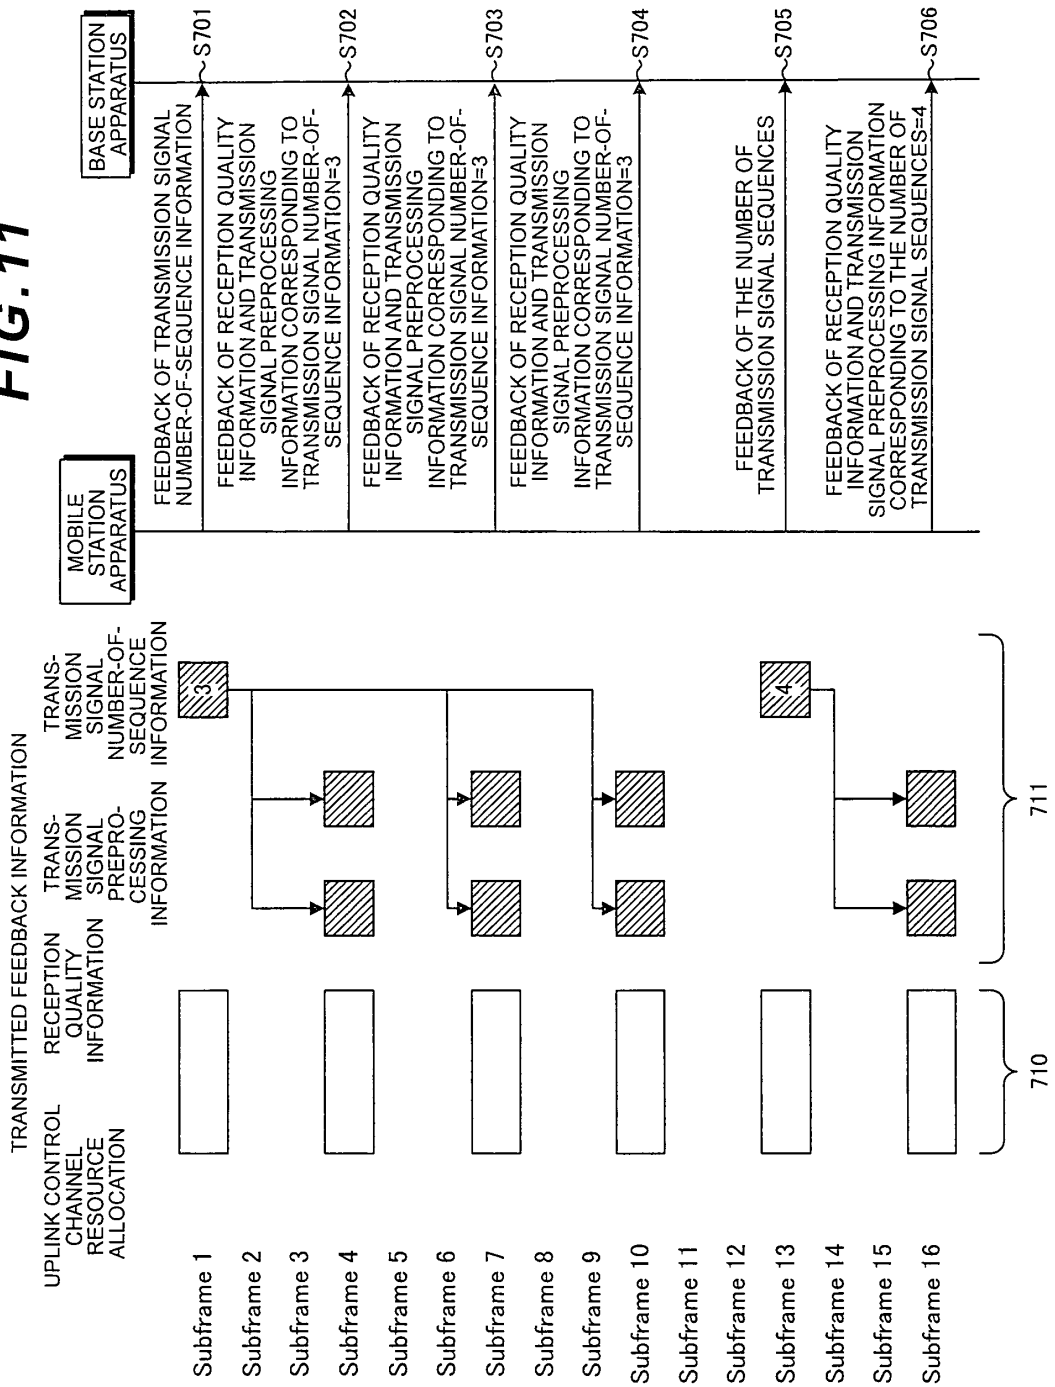 FIG.11
TRANSMITTED FEEDBACK INFORMATION
UPLINK CONTROL
CHANNEL
RESOURCE
ALLOCATION
RECEPTION
QUALITY
INFORMATION
TRANS-
MISSION
SIGNAL
PREPRO-
CESSING
INFORMATION
TRANS-
MISSION
SIGNAL
NUMBER-OF-
SEQUENCE
INFORMATION
MOBILE
STATION
APPARATUS
BASE STATION
APPARATUS
Subframe 1
Subframe 2
Subframe 3
Subframe 4
Subframe 5
Subframe 6
Subframe 7
Subframe 8
Subframe 9
Subframe 10
Subframe 11
Subframe 12
Subframe 13
Subframe 14
Subframe 15
Subframe 16
3
4
710
711
FEEDBACK OF TRANSMISSION SIGNAL
NUMBER-OF-SEQUENCE INFORMATION
S701
FEEDBACK OF RECEPTION QUALITY
INFORMATION AND TRANSMISSION
SIGNAL PREPROCESSING
INFORMATION CORRESPONDING TO
TRANSMISSION SIGNAL NUMBER-OF-
SEQUENCE INFORMATION=3
S702
FEEDBACK OF RECEPTION QUALITY
INFORMATION AND TRANSMISSION
SIGNAL PREPROCESSING
INFORMATION CORRESPONDING TO
TRANSMISSION SIGNAL NUMBER-OF-
SEQUENCE INFORMATION=3
S703
FEEDBACK OF RECEPTION QUALITY
INFORMATION AND TRANSMISSION
SIGNAL PREPROCESSING
INFORMATION CORRESPONDING TO
TRANSMISSION SIGNAL NUMBER-OF-
SEQUENCE INFORMATION=3
S704
FEEDBACK OF THE NUMBER OF
TRANSMISSION SIGNAL SEQUENCES
S705
FEEDBACK OF RECEPTION QUALITY
INFORMATION AND TRANSMISSION
SIGNAL PREPROCESSING INFORMATION
CORRESPONDING TO THE NUMBER OF
TRANSMISSION SIGNAL SEQUENCES=4
S706